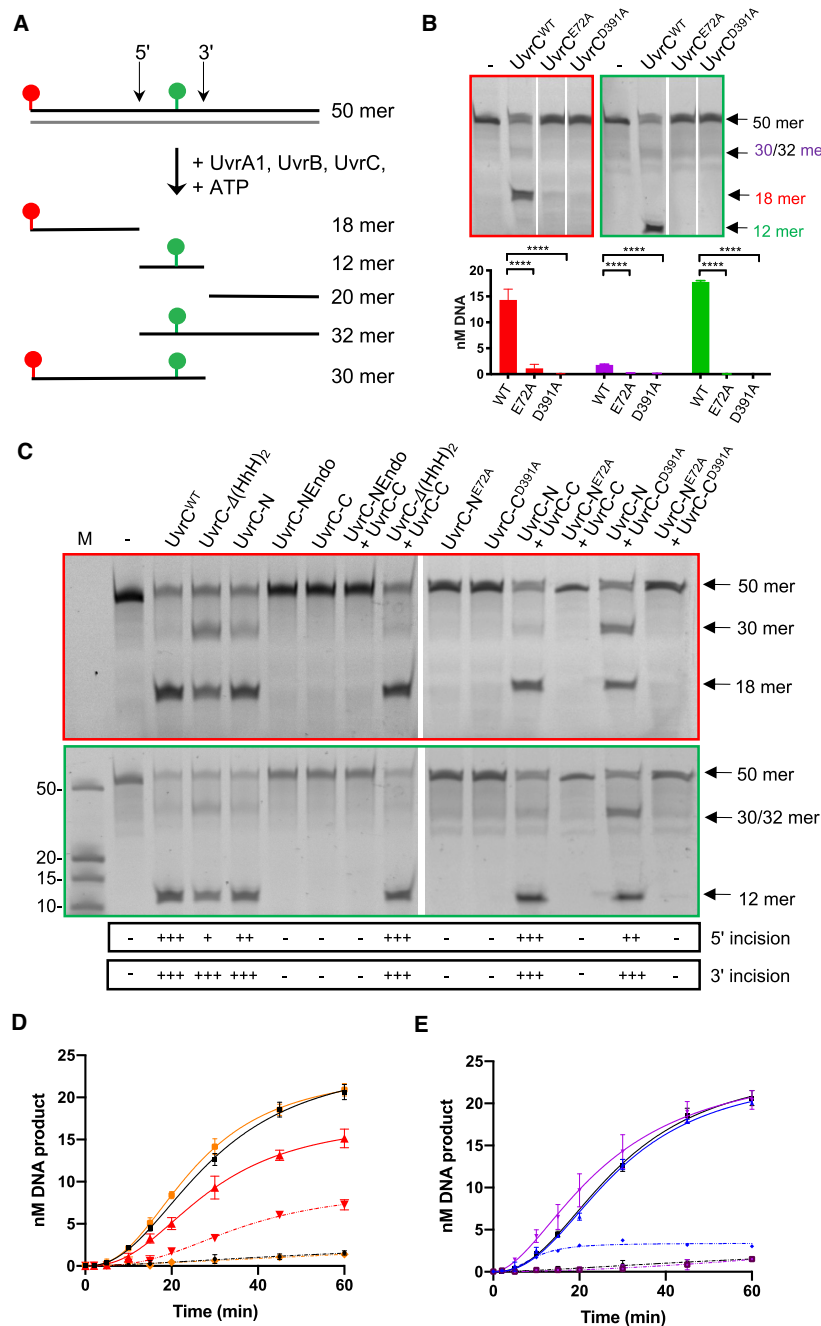 A
5'
3'
50 mer
+ UvrA1, UvrB, UvrC,
+ ATP
18 mer
12 mer
20 mer
32 mer
30 mer
B
-
UvrC^WT
UvrC^E72A
UvrC^D391A
-
UvrC^WT
UvrC^E72A
UvrC^D391A
50 mer
30/32 me
18 mer
12 mer
****
****
****
****
****
****
nM DNA
20
15
10
5
0
WT
E72A
D391A
WT
E72A
D391A
WT
E72A
D391A
C
M
-
UvrC^WT
UvrC-Δ(HhH)₂
UvrC-N
UvrC-NEndo
UvrC-C
UvrC-NEndo
+ UvrC-C
UvrC-Δ(HhH)₂
+ UvrC-C
UvrC-N^E72A
UvrC-C^D391A
UvrC-N
+ UvrC-C
UvrC-N^E72A
+ UvrC-C
UvrC-N
+ UvrC-C^D391A
UvrC-N^E72A
+ UvrC-C^D391A
50 mer
30 mer
18 mer
50-
20-
15-
10-
50 mer
30/32 mer
12 mer
- +++ + ++ - - - +++ - - +++ - ++ - 5' incision
- +++ +++ +++ - - - +++ - - +++ - +++ - 3' incision
D
nM DNA product
25
20
15
10
5
0
0 20 40 60
Time (min)
E
nM DNA product
25
20
15
10
5
0
0 20 40 60
Time (min)